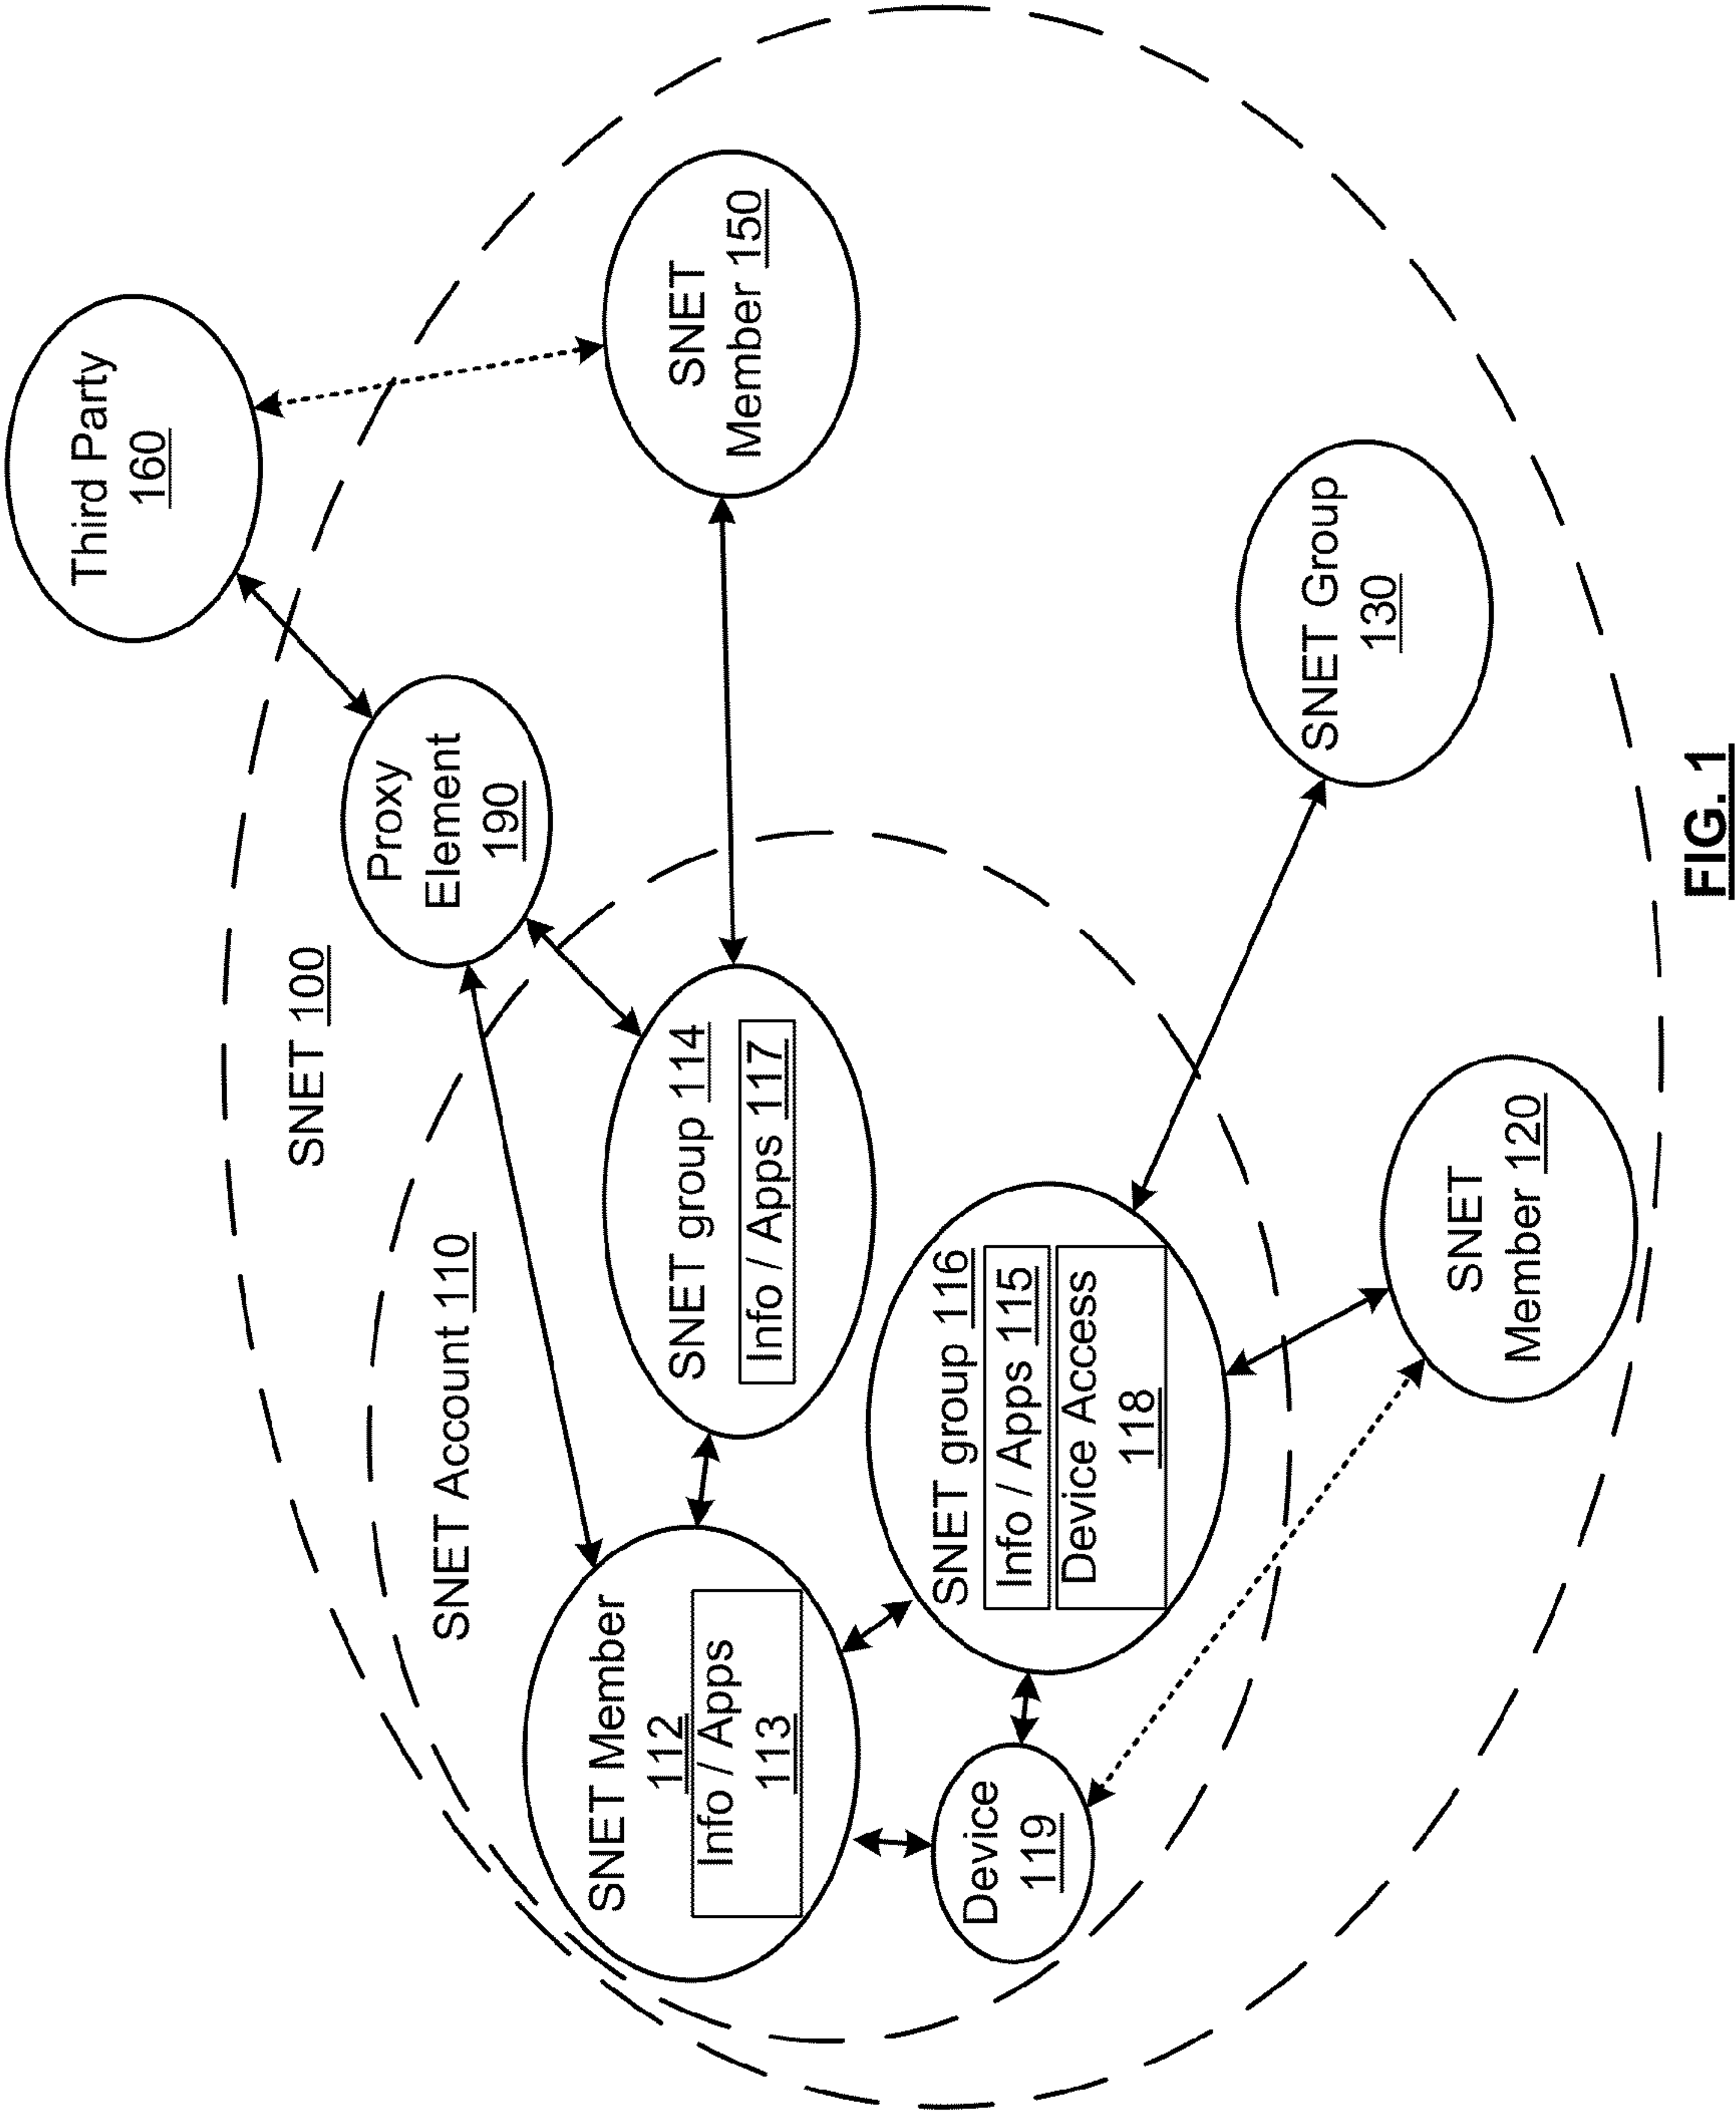 SNET 100
SNET Account 110
SNET Member
112
Info / Apps
113
SNET group 114
Info / Apps 117
Proxy
Element
190
Third Party
160
SNET
Member 150
Device
119
SNET group 116
Info / Apps 115
Device Access
118
SNET
Member 120
SNET Group
130
FIG. 1